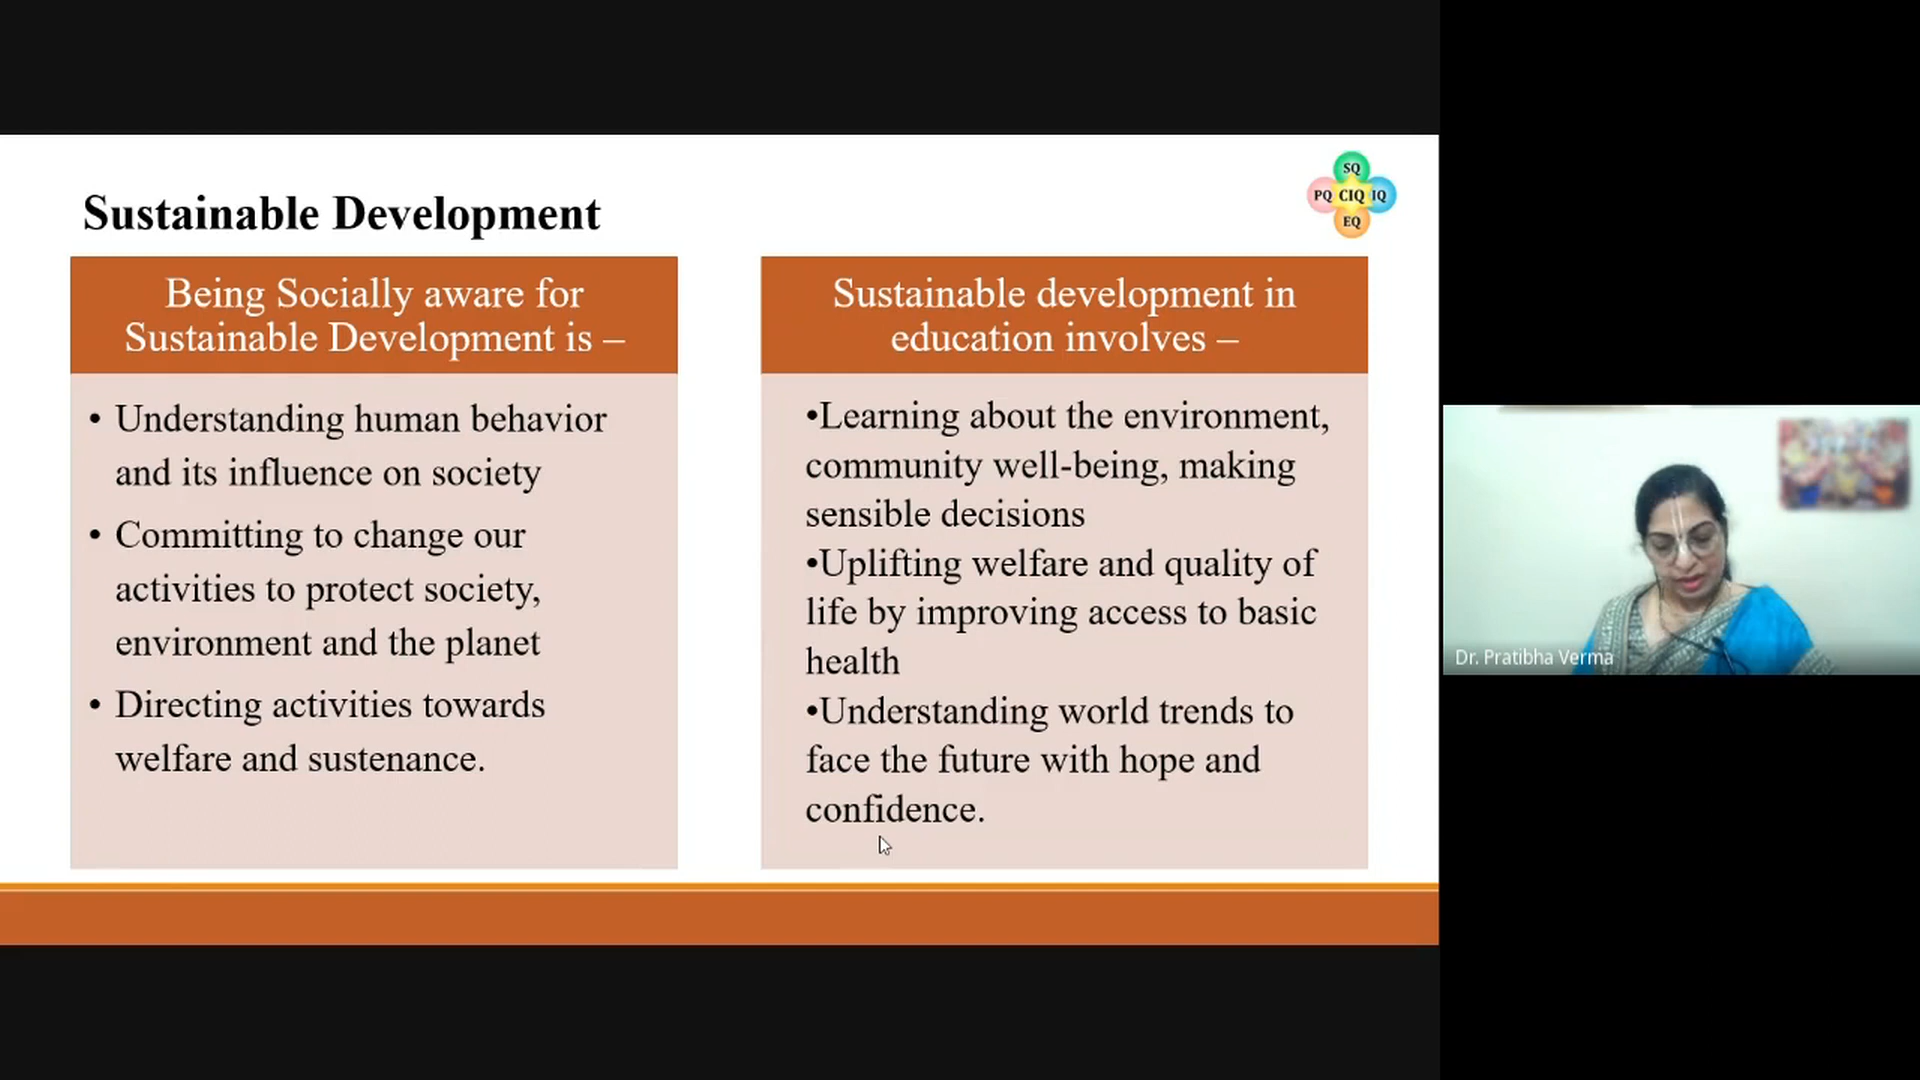 SQ
PQ CIQ IQ
EQ
Sustainable Development
Being Socially aware for
Sustainable Development is –
• Understanding human behavior
and its influence on society
• Committing to change our
activities to protect society,
environment and the planet
• Directing activities towards
welfare and sustenance.
Sustainable development in
education involves –
•Learning about the environment,
community well-being, making
sensible decisions
•Uplifting welfare and quality of
life by improving access to basic
health
•Understanding world trends to
face the future with hope and
confidence.
Dr. Pratibha Verma